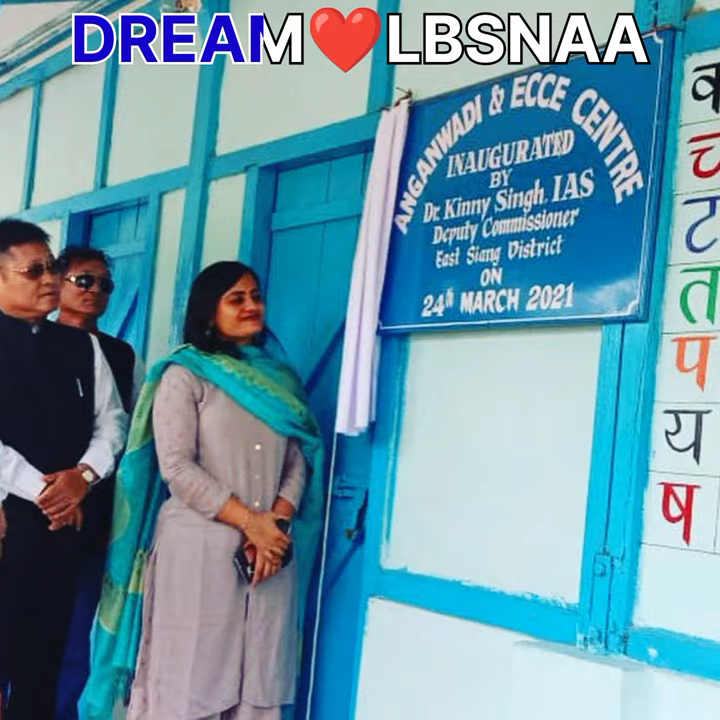 DREAM❤️LBSNAA
ANGANWADI & ECCE CENTRE
INAUGURATED
BY
Dr. Kinny Singh, IAS
Deputy Commissioner
East Siang District
ON
24th MARCH 2021
क
च
ट
त
प
य
ष